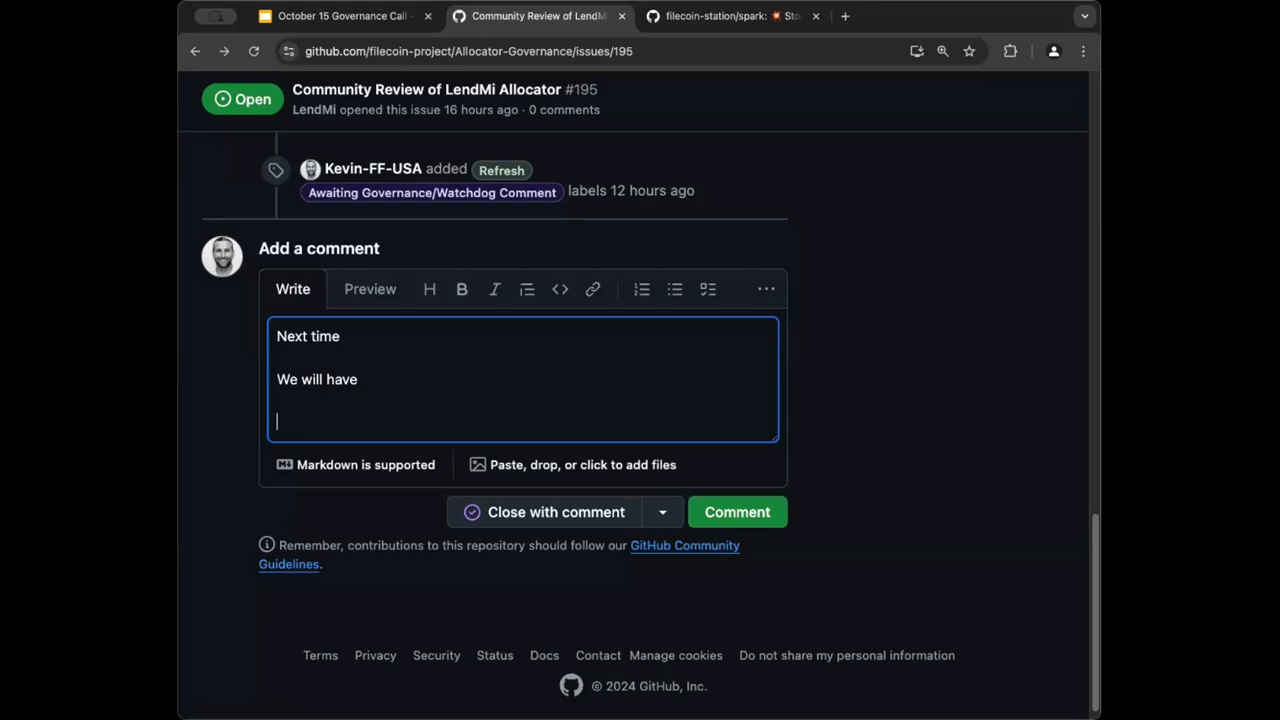 October 15 Governance Call
Community Review of LendM
filecoin-station/spark: 💥 Sto
github.com/filecoin-project/Allocator-Governance/issues/195
Open
Community Review of LendMi Allocator #195
LendMi opened this issue 16 hours ago · 0 comments
Kevin-FF-USA added Refresh
Awaiting Governance/Watchdog Comment labels 12 hours ago
Add a comment
Write Preview H B I
Next time
We will have
Markdown is supported
Paste, drop, or click to add files
Close with comment
Comment
Remember, contributions to this repository should follow our GitHub Community
Guidelines.
Terms Privacy Security Status Docs Contact Manage cookies Do not share my personal information
© 2024 GitHub, Inc.